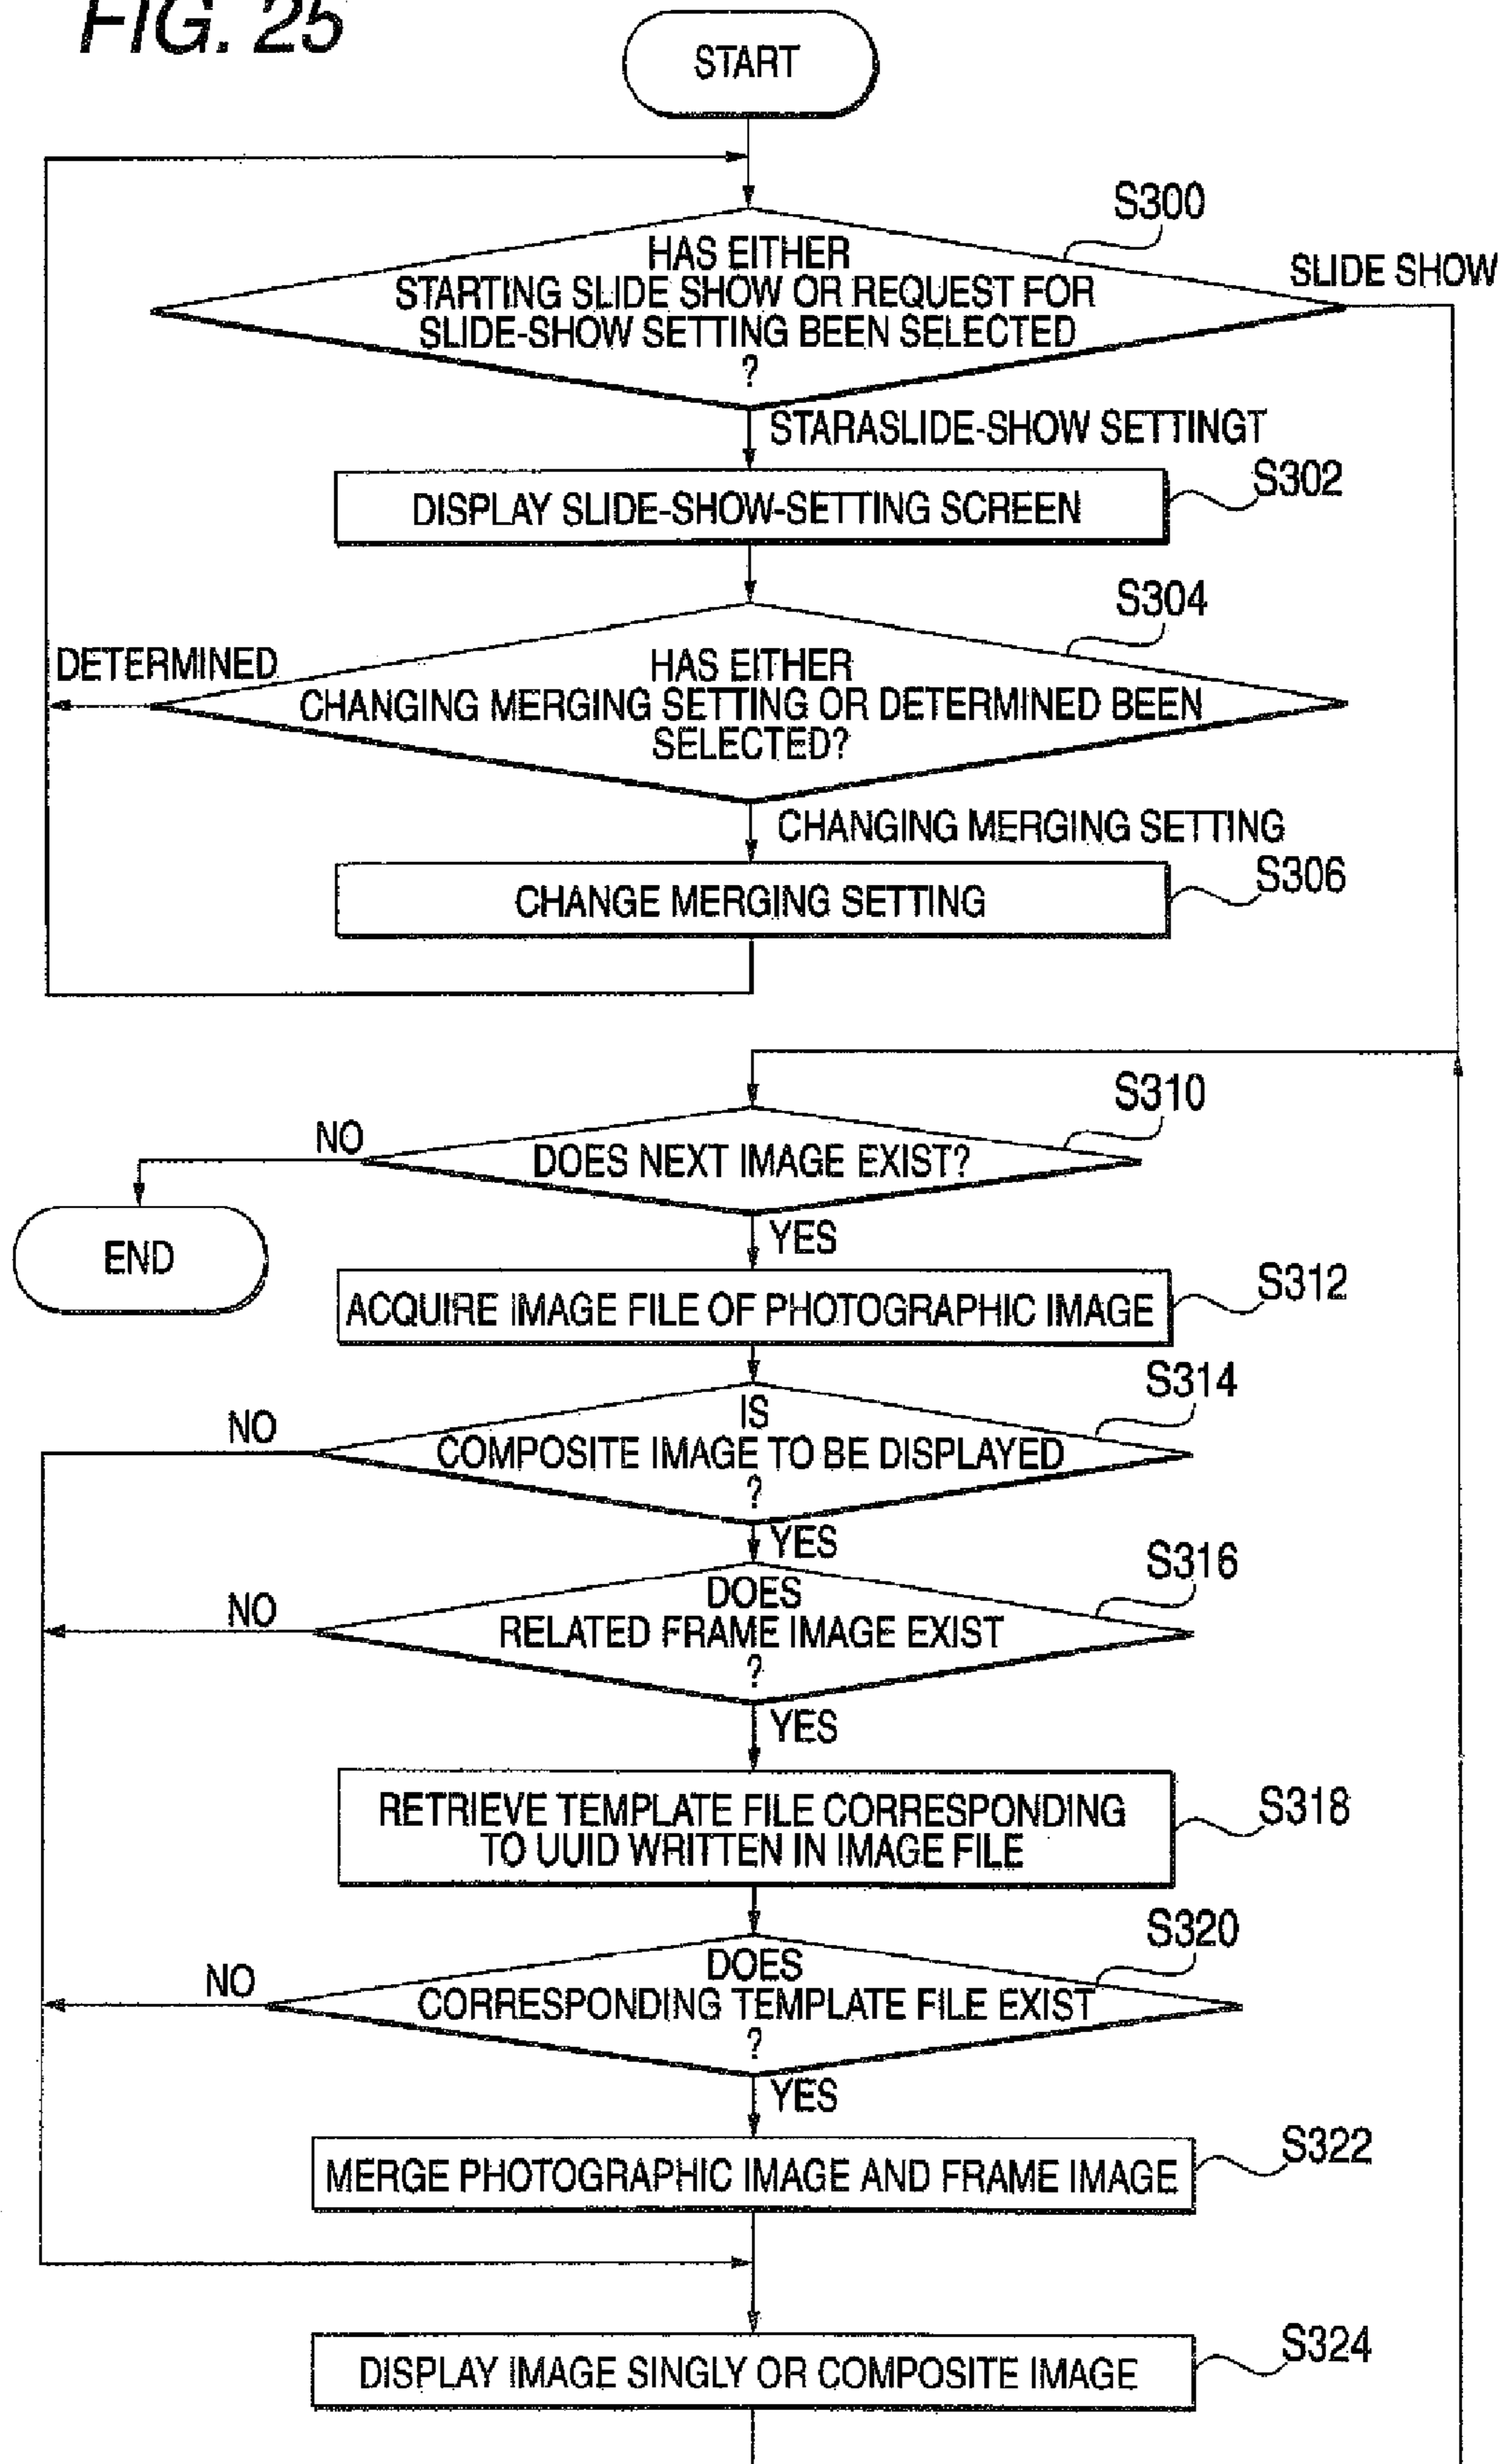 FIG. 25
START
S300
HAS EITHER
STARTING SLIDE SHOW OR REQUEST FOR
SLIDE-SHOW SETTING BEEN SELECTED
?
SLIDE SHOW
STARASLIDE-SHOW SETTINGT
DISPLAY SLIDE-SHOW-SETTING SCREEN
S302
S304
DETERMINED
HAS EITHER
CHANGING MERGING SETTING OR DETERMINED BEEN
SELECTED?
CHANGING MERGING SETTING
CHANGE MERGING SETTING
S306
S310
NO
DOES NEXT IMAGE EXIST?
END
YES
ACQUIRE IMAGE FILE OF PHOTOGRAPHIC IMAGE
S312
S314
NO
IS
COMPOSITE IMAGE TO BE DISPLAYED
?
YES
S316
NO
DOES
RELATED FRAME IMAGE EXIST
?
YES
RETRIEVE TEMPLATE FILE CORRESPONDING
TO UUID WRITTEN IN IMAGE FILE
S318
S320
NO
DOES
CORRESPONDING TEMPLATE FILE EXIST
?
YES
MERGE PHOTOGRAPHIC IMAGE AND FRAME IMAGE
S322
DISPLAY IMAGE SINGLY OR COMPOSITE IMAGE
S324